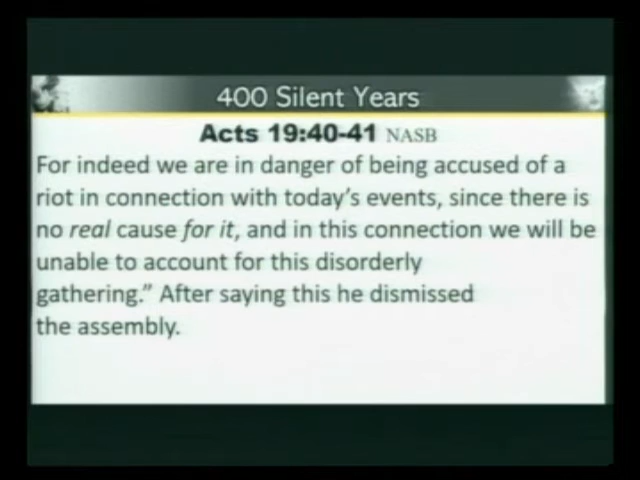 400 Silent Years
Acts 19:40-41 NASB
For indeed we are in danger of being accused of a
riot in connection with today's events, since there is
no real cause for it, and in this connection we will be
unable to account for this disorderly
gathering.” After saying this he dismissed
the assembly.